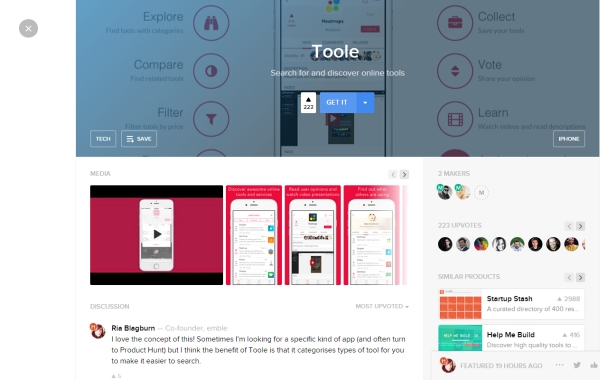 Explore
Find tools with categories
Compare
Find related tools
Filter
Filter tools by price
Collect
Save your tools
Vote
Share your opinion
Learn
Watch videos and read descriptions
Toole
Search for and discover online tools
223
GET IT
TECH
SAVE
IPHONE
MEDIA
Discover awesome online
tools and services
Read user opinions and
watch video presentations
Find out what
others are using
2 MAKERS
M
M
M
223 UPVOTES
SIMILAR PRODUCTS
Startup Stash
2988
A curated directory of 400 res...
Help Me Build
416
Discover high quality tools to ...
DISCUSSION
MOST UPVOTED
Ria Blagburn — Co-founder, emble
I love the concept of this! Sometimes I'm looking for a specific kind of app (and often turn
to Product Hunt) but I think the benefit of Toole is that it categorises types of tool for you
to make it easier to search.
5
FEATURED 19 HOURS AGO